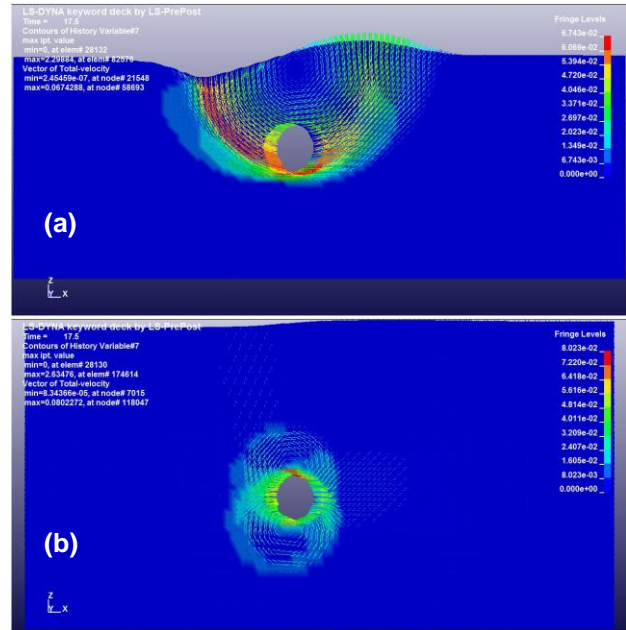 LS-DYNA keyword deck by LS-PrePost
Time = 17.5
Contours of History Variable#7
max ipt. value
min=0, at elem# 28132
max=2.29884, at elem# 82576
Vector of Total-velocity
min=2.45459e-07, at node# 21548
max=0.0674288, at node# 58693
Fringe Levels
6.743e-02
6.069e-02
5.394e-02
4.720e-02
4.046e-02
3.371e-02
2.697e-02
2.023e-02
1.349e-02
6.743e-03
0.000e+00
(a)
Z
Y X
LS-DYNA keyword deck by LS-PrePost
Time = 17.5
Contours of History Variable#7
max ipt. value
min=0, at elem# 28130
max=2.63476, at elem# 174614
Vector of Total-velocity
min=8.34366e-05, at node# 7015
max=0.0802272, at node# 118047
Fringe Levels
8.023e-02
7.220e-02
6.418e-02
5.616e-02
4.814e-02
4.011e-02
3.209e-02
2.407e-02
1.605e-02
8.023e-03
0.000e+00
(b)
Z
Y X